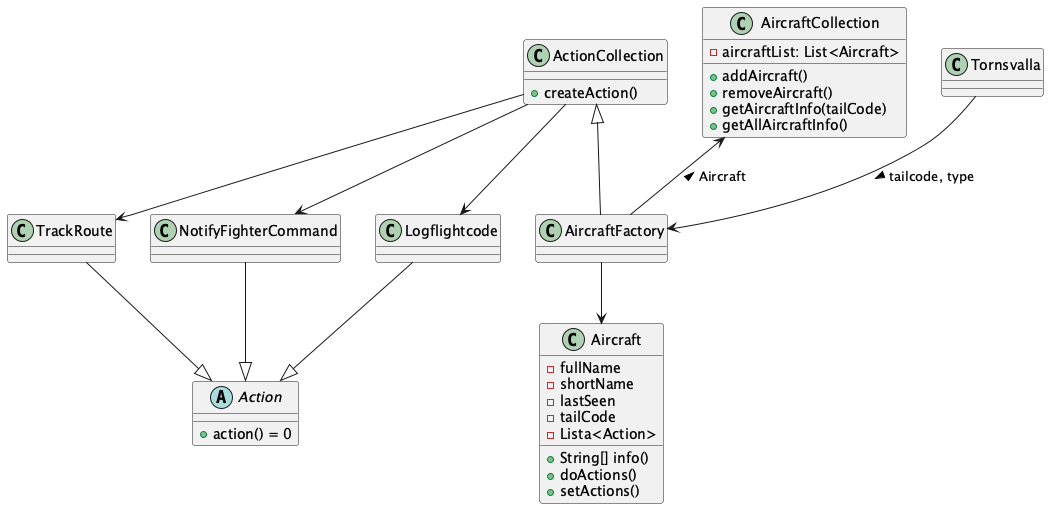 C AircraftCollection
aircraftList: List<Aircraft>
addAircraft()
removeAircraft()
getAircraftInfo(tailCode)
getAllAircraftInfo()
C ActionCollection
createAction()
C Tornsvalla
Aircraft
tailcode, type
C TrackRoute
C NotifyFighterCommand
C Logflightcode
C AircraftFactory
A Action
action() = 0
C Aircraft
fullName
shortName
lastSeen
tailCode
Lista<Action>
String[] info()
doActions()
setActions()